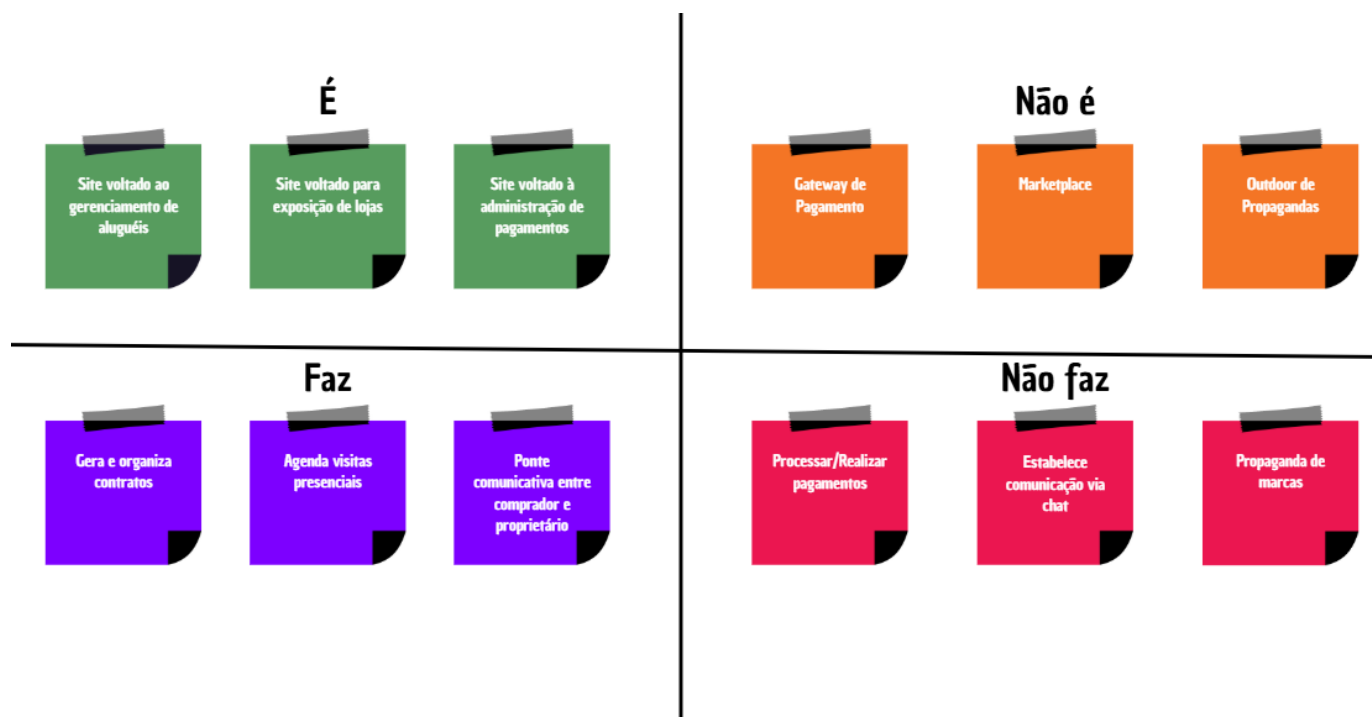 É
Site voltado ao
gerenciamento de
aluguéis
Site voltado para
exposição de lojas
Site voltado à
administração de
pagamentos
Não é
Gateway de
Pagamento
Marketplace
Outdoor de
Propagandas
Faz
Gera e organiza
contratos
Agenda visitas
presenciais
Ponte
comunicativa entre
comprador e
proprietário
Não faz
Processar/Realizar
pagamentos
Estabelece
comunicação via
chat
Propaganda de
marcas